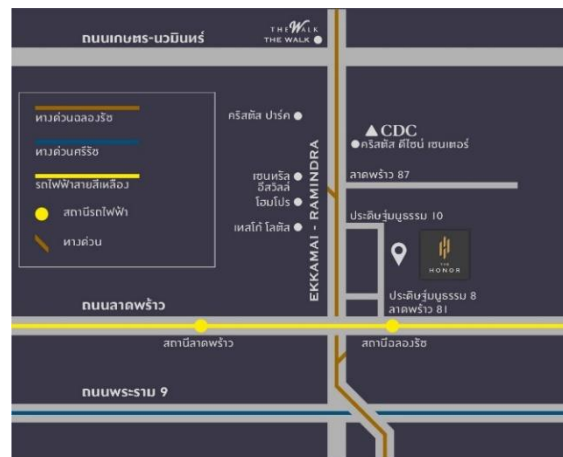 THE WALK
THE WALK
ถนนเกษตร-นวมินทร์
ทางด่วนฉลองรัช
ทางด่วนศรีรัช
รถไฟฟ้าสายสีเหลือง
สถานีรถไฟฟ้า
ทางด่วน
คริสตัล ปาร์ค
CDC
คริสตัล ดีไซน์ เซนเตอร์
เซนทรัล
อีสวิลล์
โฮมโปร
เทสโก้ โลตัส
EKKAMAI - RAMINDRA
ลาดพร้าว 87
ประดิษฐ์มนูธรรม 10
THE
HONOR
ประดิษฐ์มนูธรรม 8
ลาดพร้าว 81
ถนนลาดพร้าว
สถานีลาดพร้าว
สถานีฉลองรัช
ถนนพระราม 9